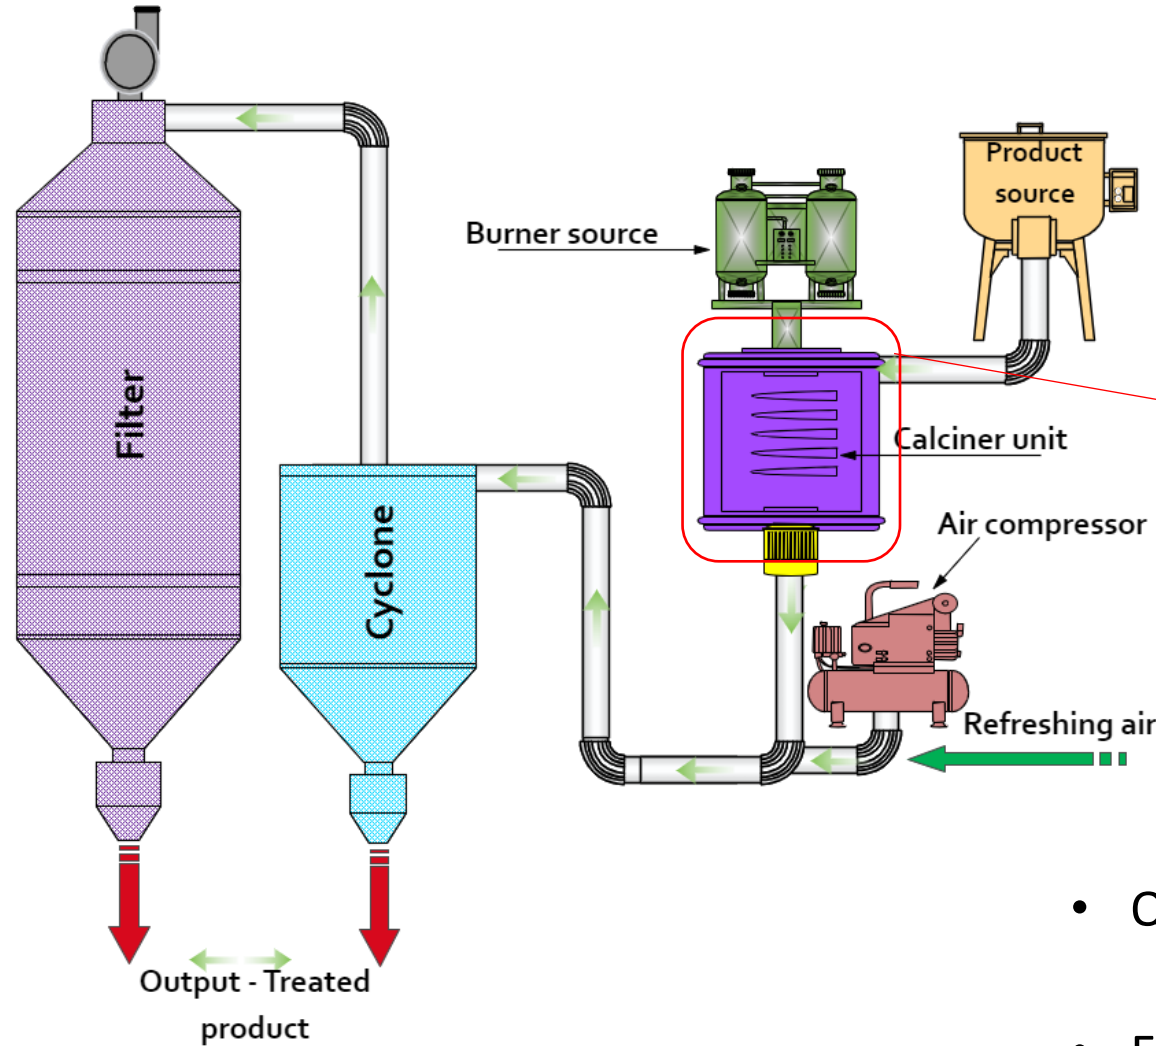 Product
source
Burner source
Filter
Calciner unit
Cyclone
Air compressor
Refreshing air
Output - Treated
product